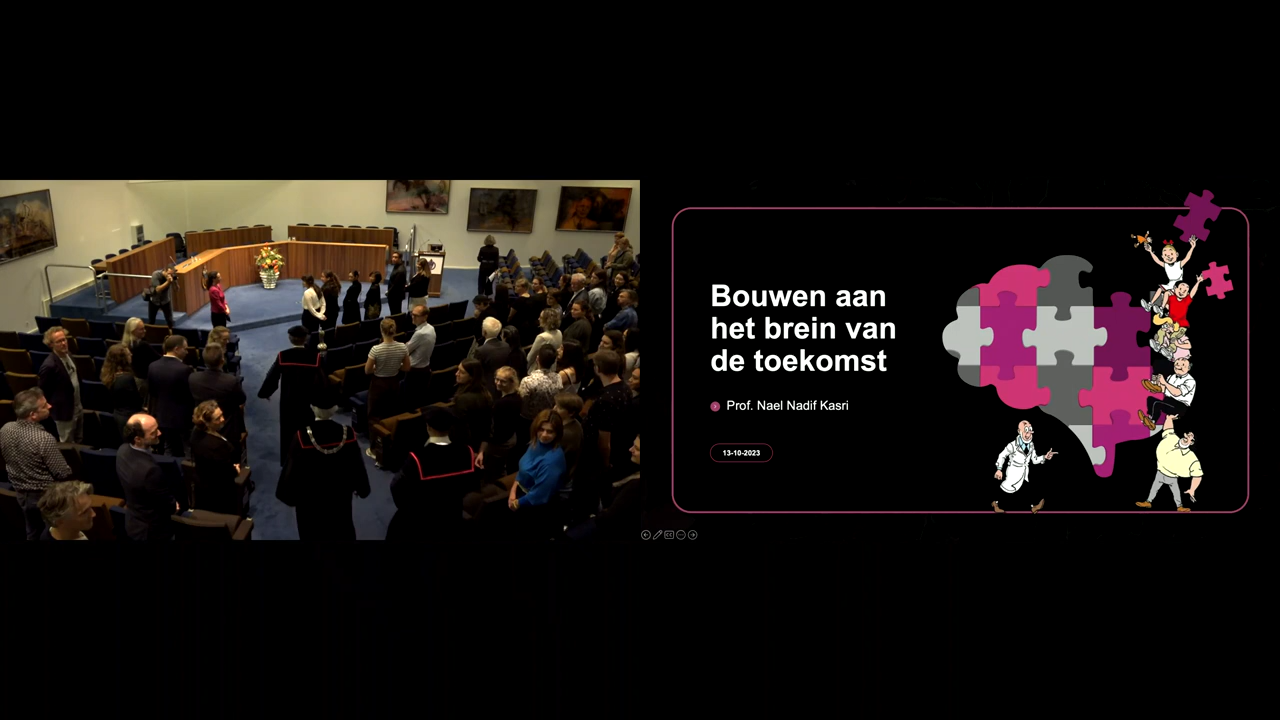 Bouwen aan
het brein van
de toekomst
Prof. Nael Nadif Kasri
13-10-2023